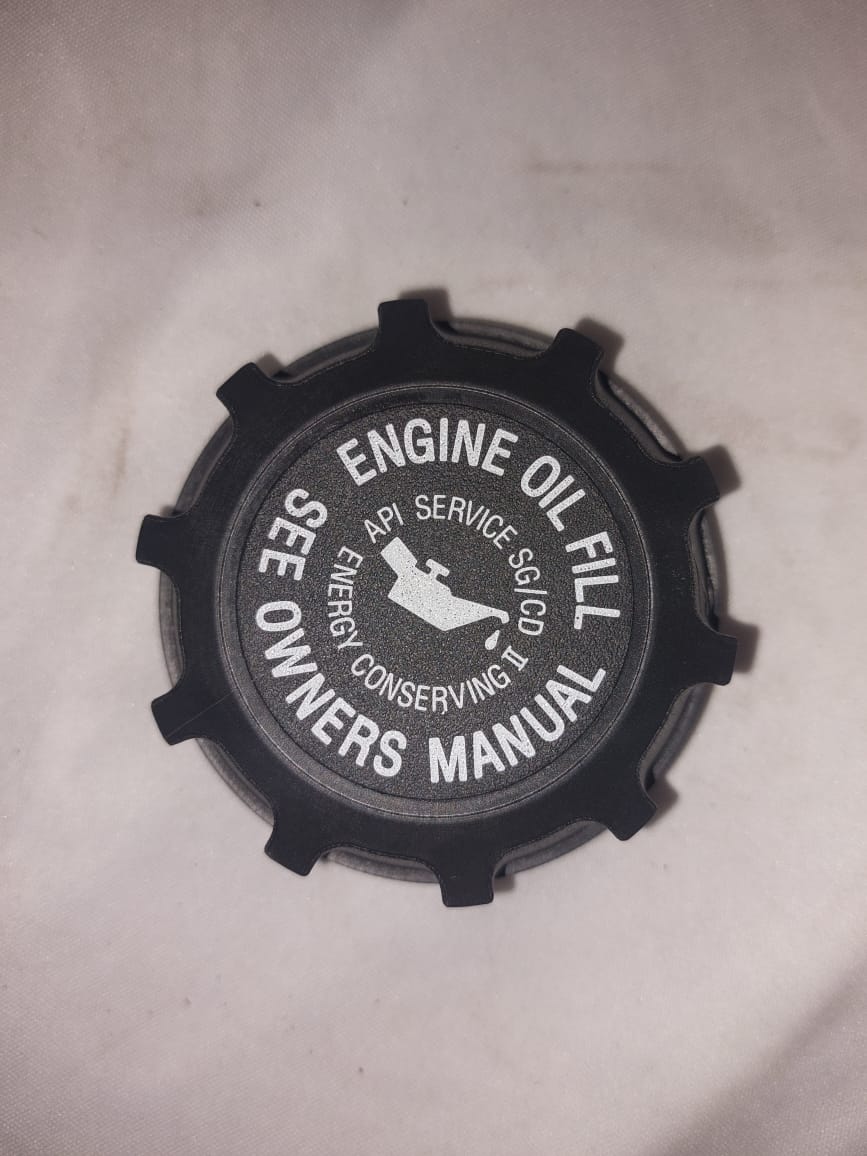 ENGINE OIL FILL
SEE OWNERS MANUAL
API SERVICE SG/CD
ENERGY CONSERVING II